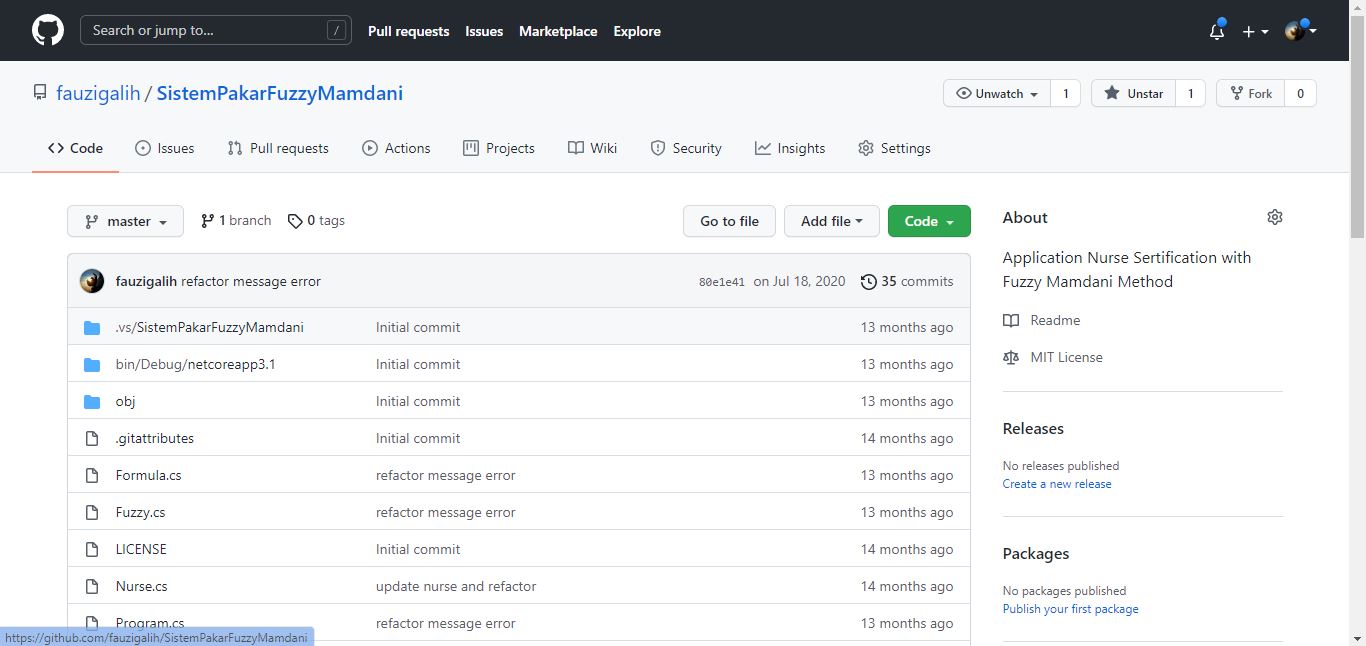 Search or jump to... / Pull requests Issues Marketplace Explore
fauzigalih / SistemPakarFuzzyMamdani Unwatch 1 Unstar 1 Fork 0
Code Issues Pull requests Actions Projects Wiki Security Insights Settings
master 1 branch 0 tags Go to file Add file Code
fauzigalih refactor message error 80e1e41 on Jul 18, 2020 35 commits
.vs/SistemPakarFuzzyMamdani Initial commit 13 months ago
bin/Debug/netcoreapp3.1 Initial commit 13 months ago
obj Initial commit 13 months ago
.gitattributes Initial commit 14 months ago
Formula.cs refactor message error 13 months ago
Fuzzy.cs refactor message error 13 months ago
LICENSE Initial commit 14 months ago
Nurse.cs update nurse and refactor 14 months ago
Program.cs refactor message error 13 months ago
About
Application Nurse Sertification with
Fuzzy Mamdani Method
Readme
MIT License
Releases
No releases published
Create a new release
Packages
No packages published
Publish your first package
https://github.com/fauzigalih/SistemPakarFuzzyMamdani